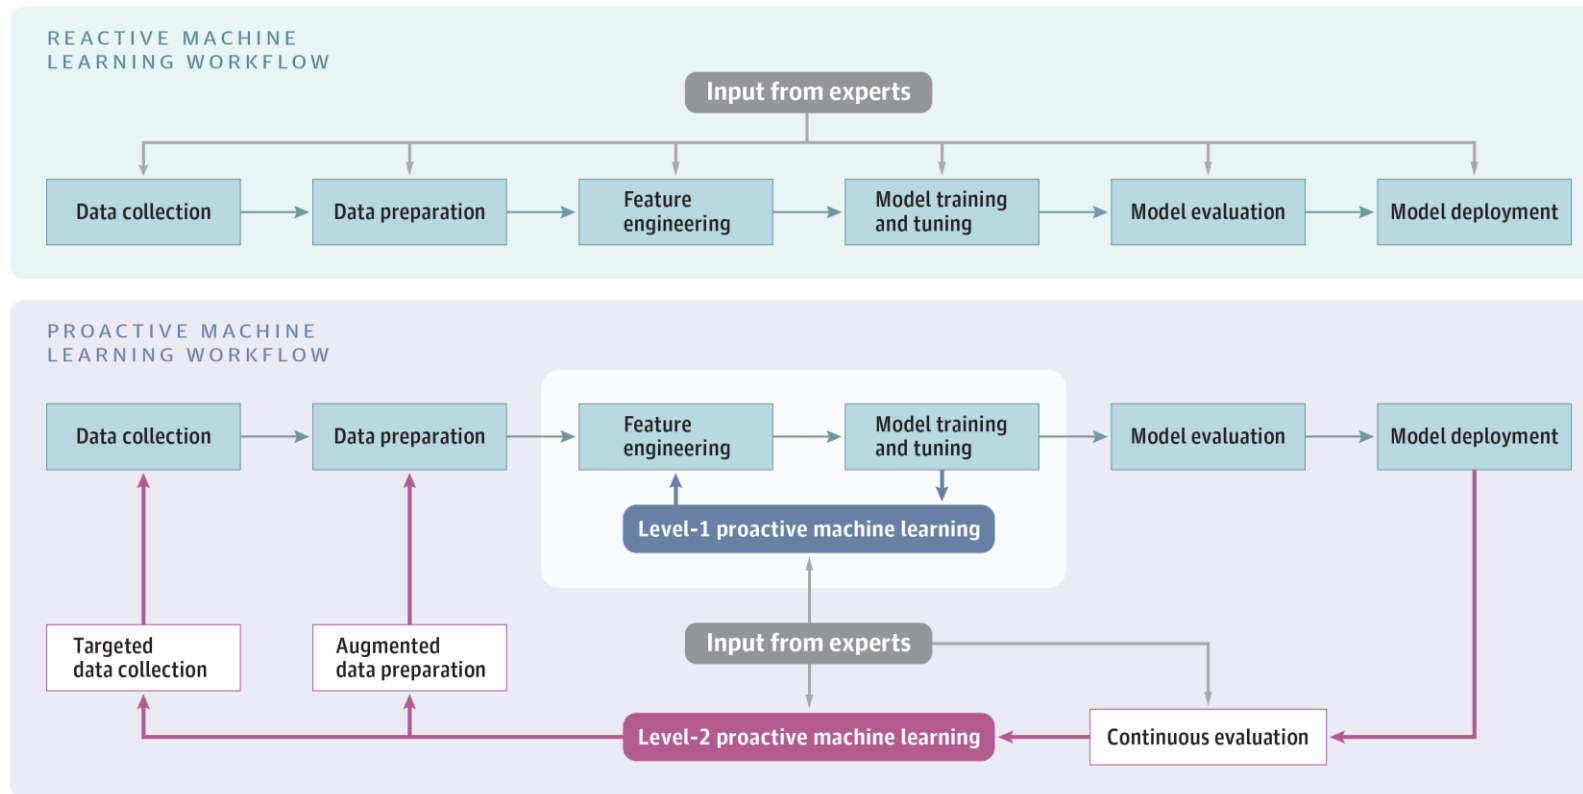 REACTIVE MACHINE
LEARNING WORKFLOW
Input from experts
Data collection
Data preparation
Feature
engineering
Model training
and tuning
Model evaluation
Model deployment
PROACTIVE MACHINE
LEARNING WORKFLOW
Data collection
Data preparation
Feature
engineering
Model training
and tuning
Model evaluation
Model deployment
Level-1 proactive machine learning
Targeted
data collection
Augmented
data preparation
Input from experts
Level-2 proactive machine learning
Continuous evaluation